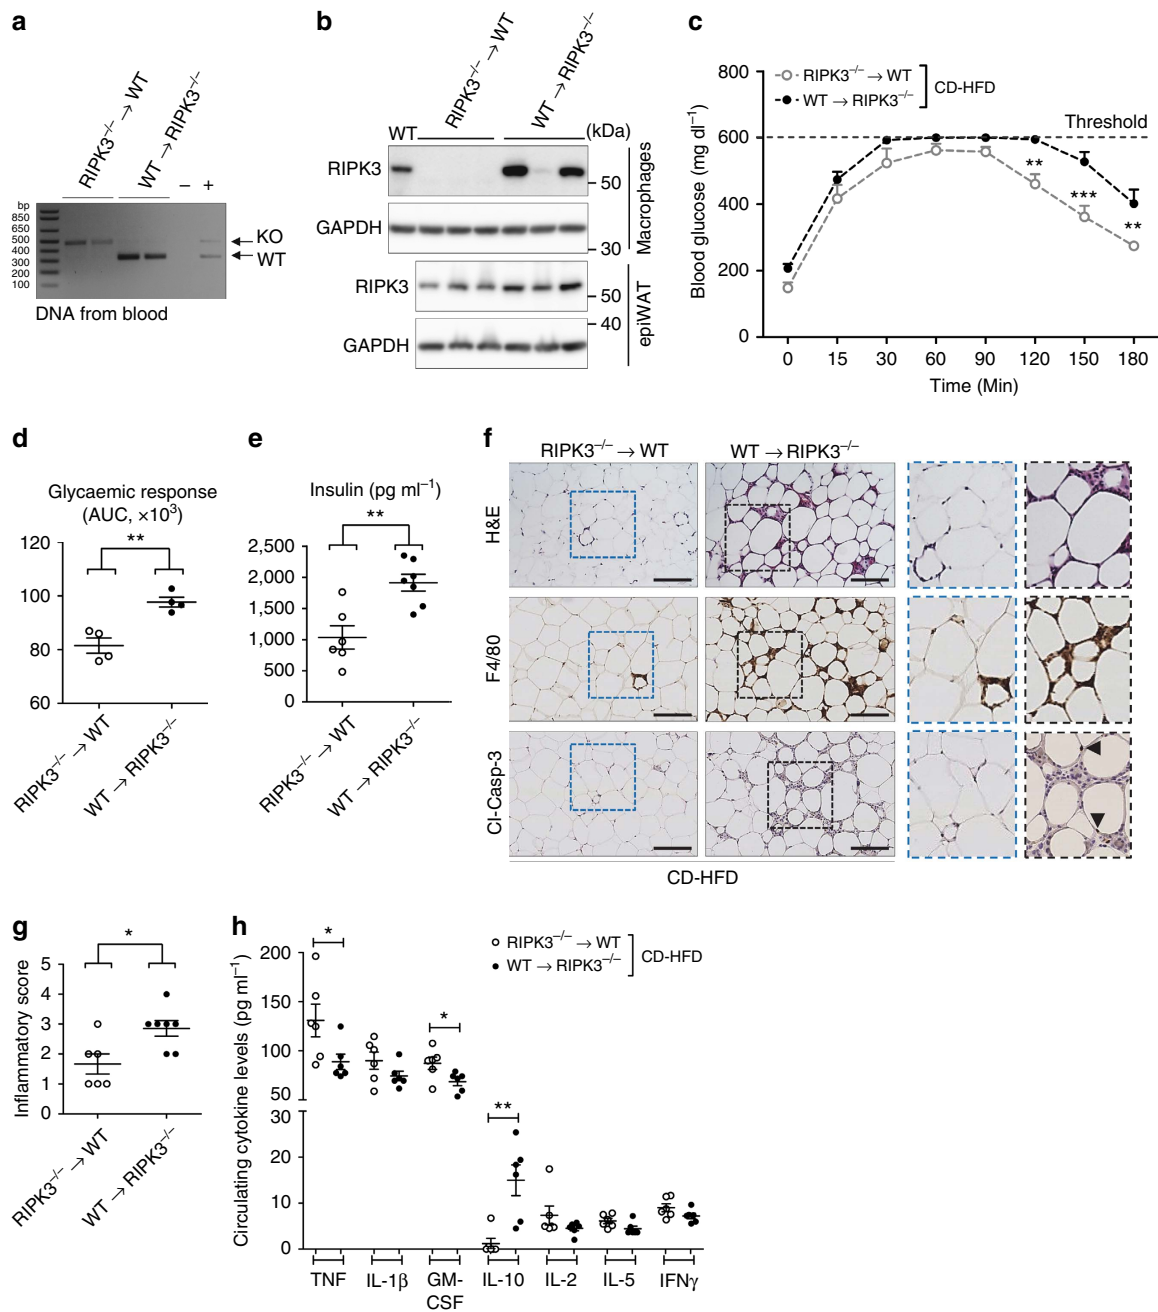 a
RIPK3−/− → WT
WT → RIPK3−/−
−
+
bp
850
650
500
400
300
200
100
KO
WT
DNA from blood
b
WT
RIPK3−/− → WT
WT → RIPK3−/−
(kDa)
RIPK3
50
GAPDH
30
Macrophages
RIPK3
50
40
GAPDH
epiWAT
c
Blood glucose (mg dl−1)
800
600
400
200
0
RIPK3−/− → WT
WT → RIPK3−/−
CD-HFD
Threshold
**
***
**
0 15 30 60 90 120 150 180
Time (Min)
d
Glycaemic response
(AUC, ×103)
**
120
100
80
60
RIPK3−/− → WT
WT → RIPK3−/−
e
Insulin (pg ml−1)
**
2,500
2,000
1,500
1,000
500
0
RIPK3−/− → WT
WT → RIPK3−/−
f
RIPK3−/− → WT
WT → RIPK3−/−
H&E
F4/80
Cl-Casp-3
CD-HFD
g
Inflammatory score
*
5
4
3
2
1
0
RIPK3−/− → WT
WT → RIPK3−/−
h
Circulating cytokine levels (pg ml−1)
200
150
100
50
30
20
10
0
RIPK3−/− → WT
WT → RIPK3−/−
CD-HFD
*
*
**
TNF IL-1β GM-CSF IL-10 IL-2 IL-5 IFNγ